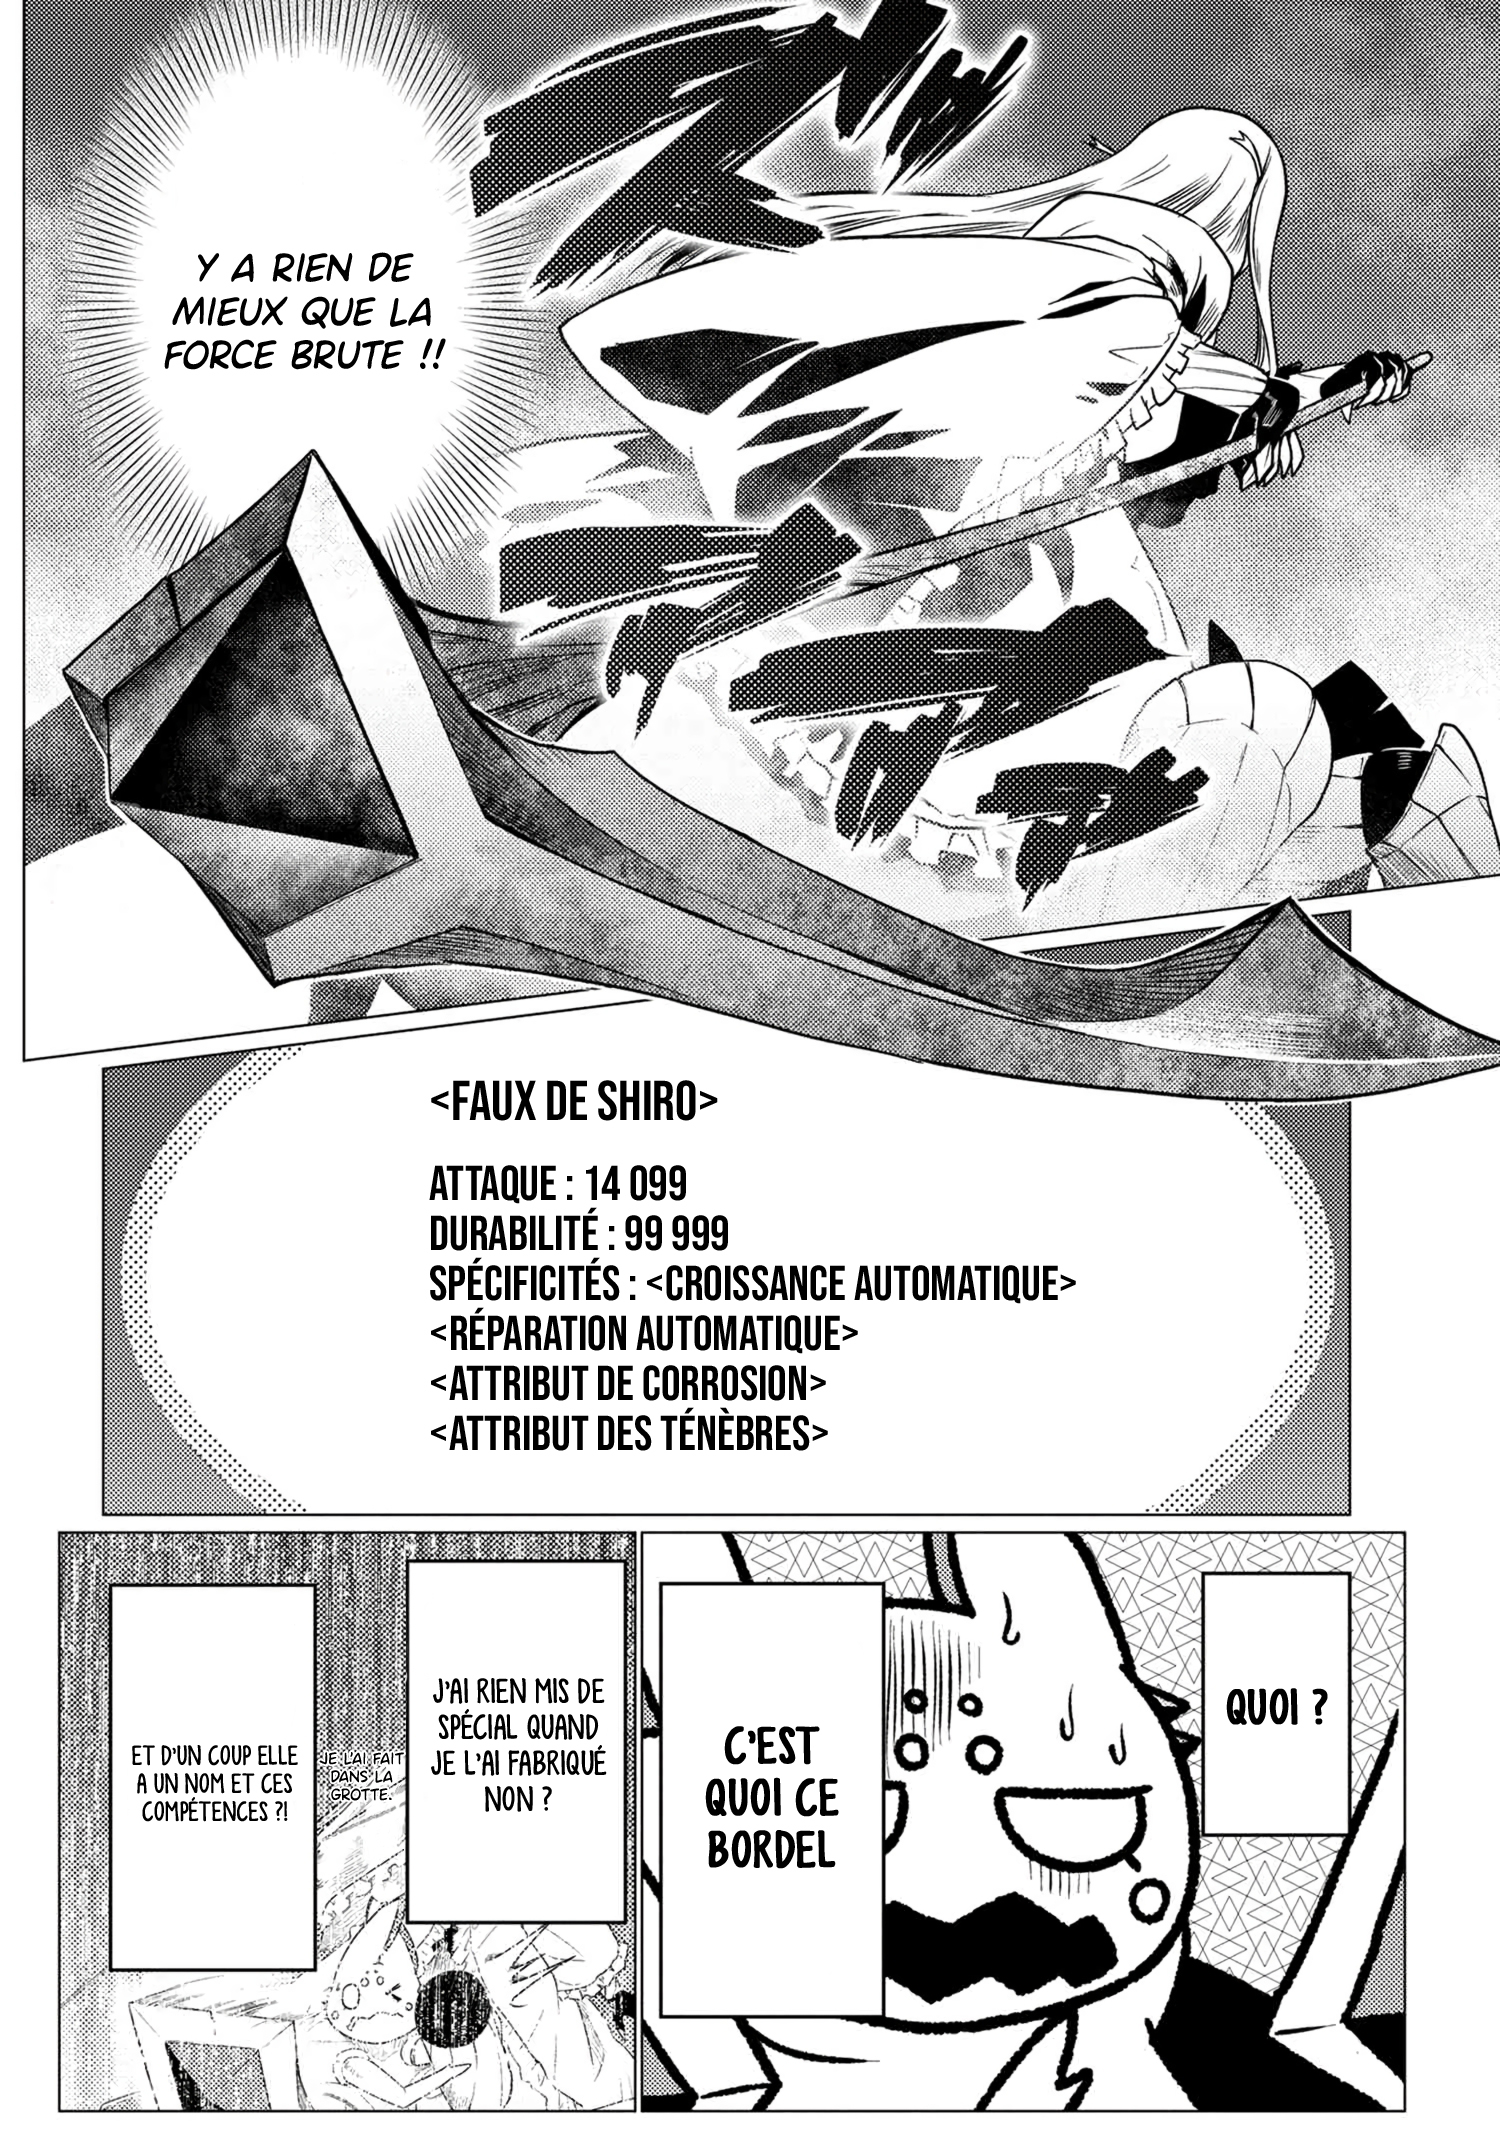 Y A RIEN DE
MIEUX QUE LA
FORCE BRUTE !!
<FAUX DE SHIRO>
ATTAQUE : 14 099
DURABILITÉ : 99 999
SPÉCIFICITÉS : <CROISSANCE AUTOMATIQUE>
<RÉPARATION AUTOMATIQUE>
<ATTRIBUT DE CORROSION>
<ATTRIBUT DES TÉNÈBRES>
QUOI ?
C'EST
QUOI CE
BORDEL
J'AI RIEN MIS DE
SPÉCIAL QUAND
JE L'AI FABRIQUÉ
NON ?
JE L'AI FAIT
DANS LA
GROTTE.
ET D'UN COUP ELLE
A UN NOM ET CES
COMPÉTENCES ?!